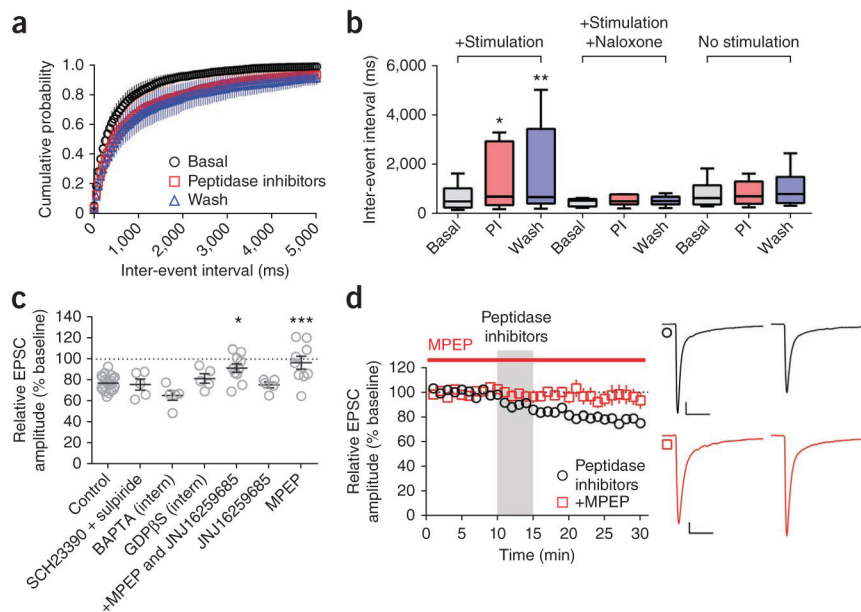 a
Cumulative probability
1.0
0.8
0.6
0.4
0.2
0
0
1,000
2,000
3,000
4,000
5,000
Inter-event interval (ms)
Basal
Peptidase inhibitors
Wash
b
+Stimulation
+Stimulation
+Naloxone
No stimulation
Inter-event interval
(ms)
6,000
4,000
2,000
0
*
**
Basal
PI
Wash
Basal
PI
Wash
Basal
PI
Wash
c
Relative EPSC
amplitude (% baseline)
140
120
100
80
60
40
20
0
*
***
Control
SCH23390 + sulpiride
BAPTA (intern)
GDPβS (intern)
+MPEP and JNJ16259685
JNJ16259685
MPEP
d
Peptidase
inhibitors
MPEP
Relative EPSC
amplitude (% baseline)
120
100
80
60
40
20
0
0
5
10
15
20
25
30
Time (min)
Peptidase
inhibitors
+MPEP